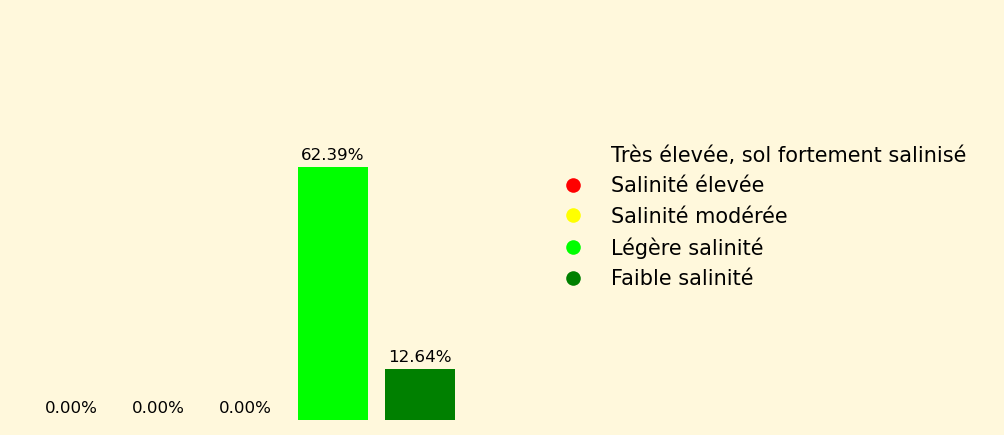 62.39%
12.64%
0.00%
0.00%
0.00%
Très élevée, sol fortement salinisé
Salinité élevée
Salinité modérée
Légère salinité
Faible salinité